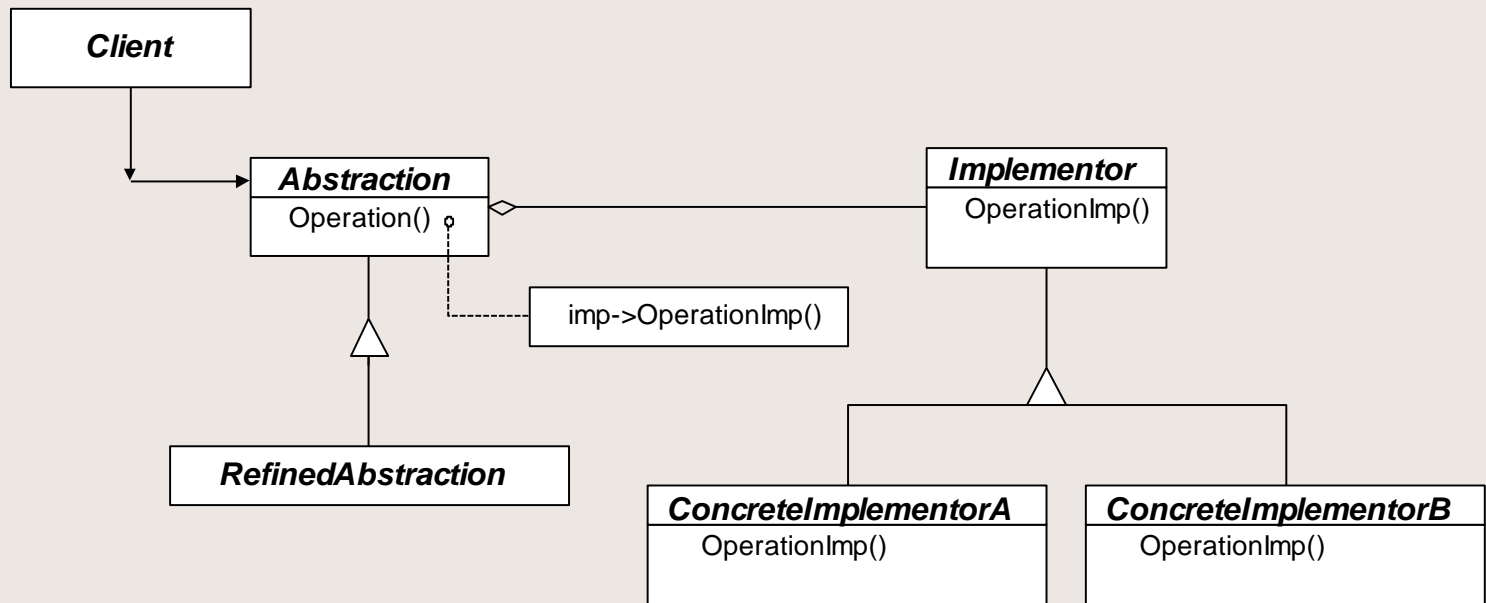 Client
Abstraction
Operation()
Implementor
OperationImp()
imp->OperationImp()
RefinedAbstraction
ConcreteImplementorA
OperationImp()
ConcreteImplementorB
OperationImp()